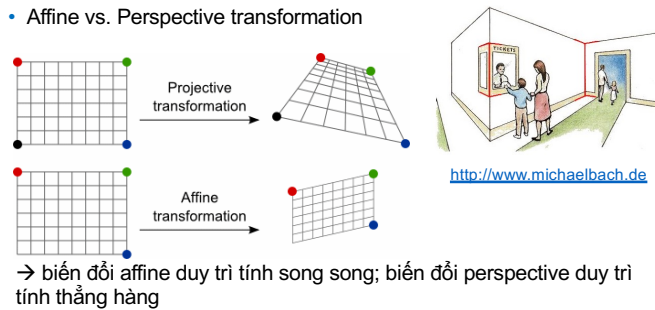 • Affine vs. Perspective transformation
Projective
transformation
TICKETS
http://www.michaelbach.de
Affine
transformation
→ biến đổi affine duy trì tính song song; biến đổi perspective duy trì
tính thẳng hàng